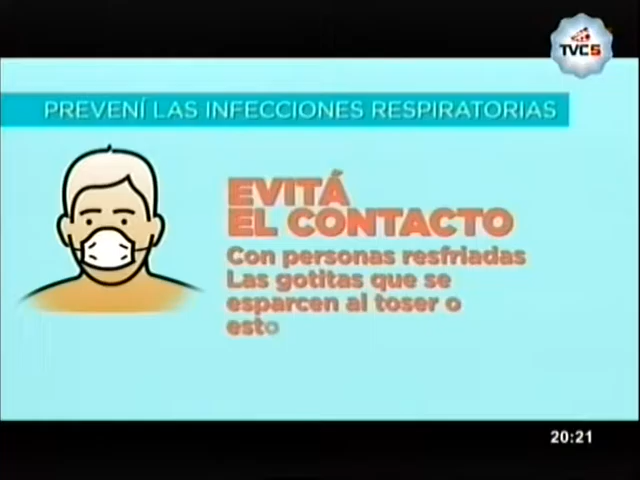 TVC5
PREVENÍ LAS INFECCIONES RESPIRATORIAS
EVITÁ
EL CONTACTO
Con personas resfriadas
Las gotitas que se
esparcen al toser o
esto
20:21